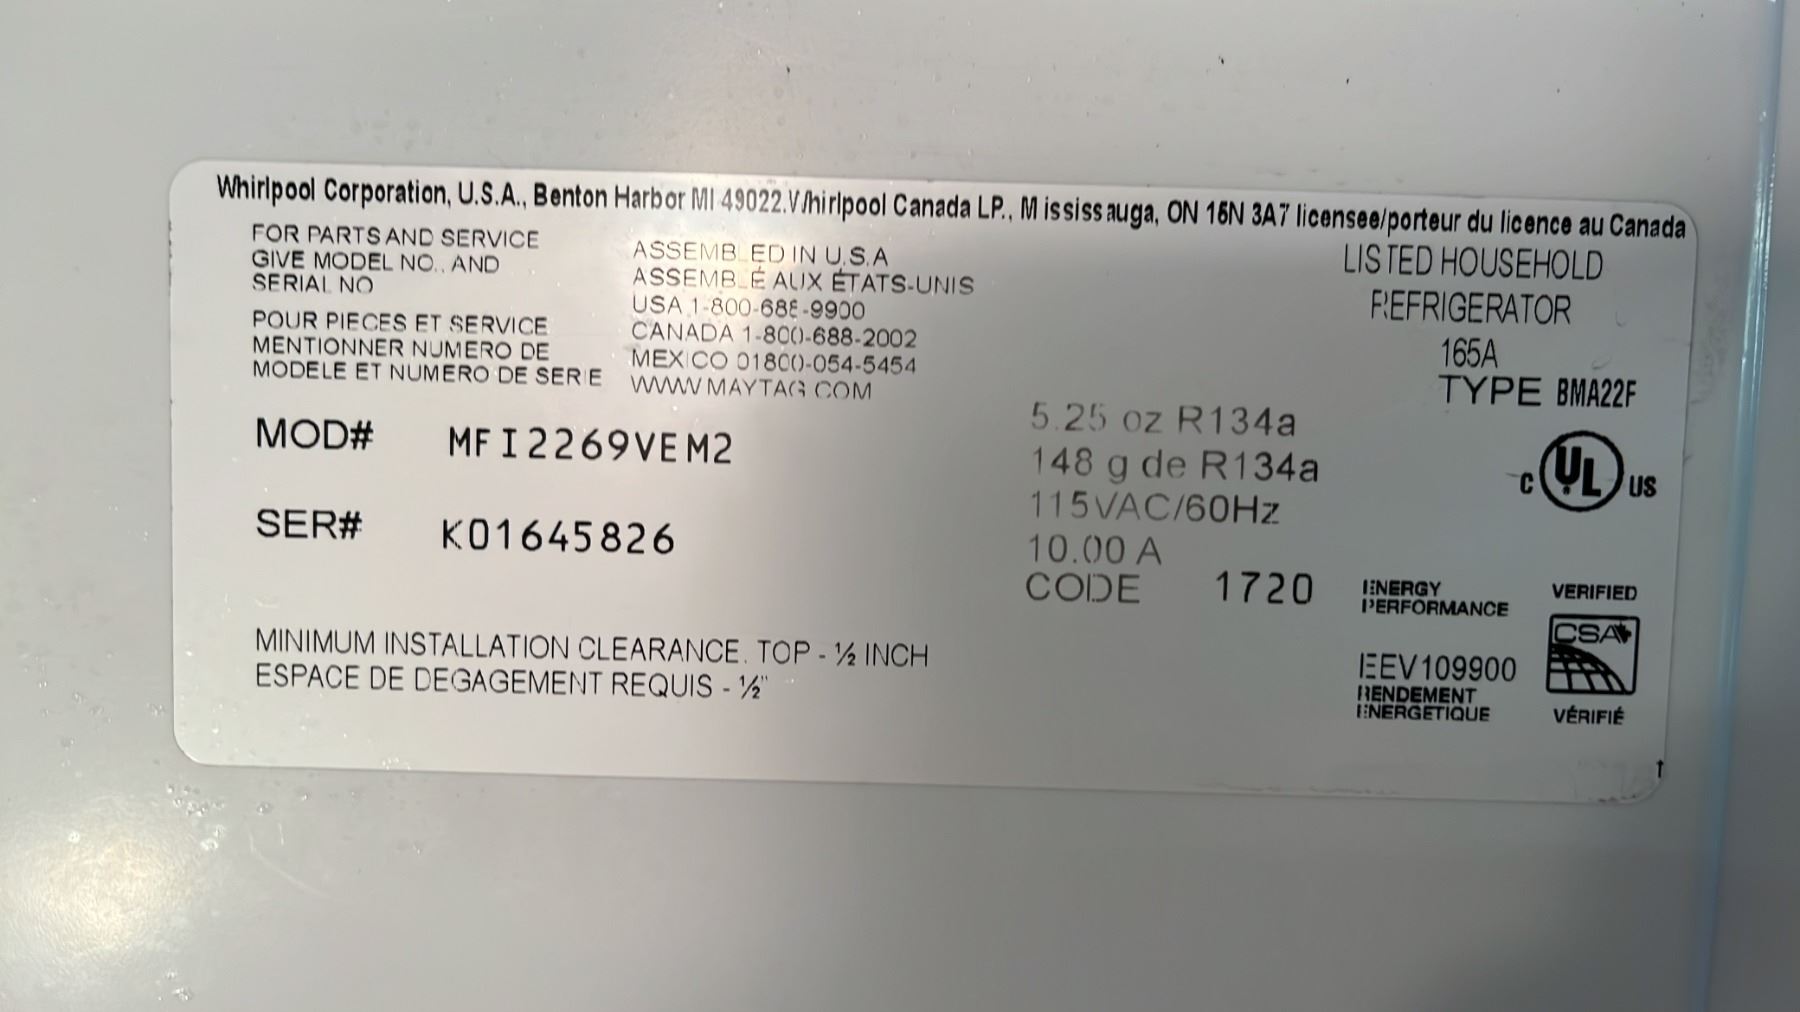 Whirlpool Corporation, U.S.A., Benton Harbor MI 49022.Whirlpool Canada LP., Mississauga, ON 16N 3A7 licensee/porteur du licence au Canada
FOR PARTS AND SERVICE
GIVE MODEL NO., AND
SERIAL NO
POUR PIECES ET SERVICE
MENTIONNER NUMERO DE
MODELE ET NUMERO DE SERIE
ASSEMBLED IN U.S.A
ASSEMBLÉ AUX ÉTATS-UNIS
USA 1-800-688-9900
CANADA 1-800-688-2002
MEXICO 01800-054-5454
WWW.MAYTAG.COM
LISTED HOUSEHOLD
REFRIGERATOR
165A
TYPE BMA22F
MOD# MFI2269VEM2
SER# K01645826
5.25 oz R134a
148 g de R134a
115VAC/60Hz
10.00 A
CODE 1720
C UL US
ENERGY
PERFORMANCE
EEV109900
RENDEMENT
ENERGETIQUE
VERIFIED
CSA
VÉRIFIÉ
MINIMUM INSTALLATION CLEARANCE. TOP - ½ INCH
ESPACE DE DEGAGEMENT REQUIS - ½"